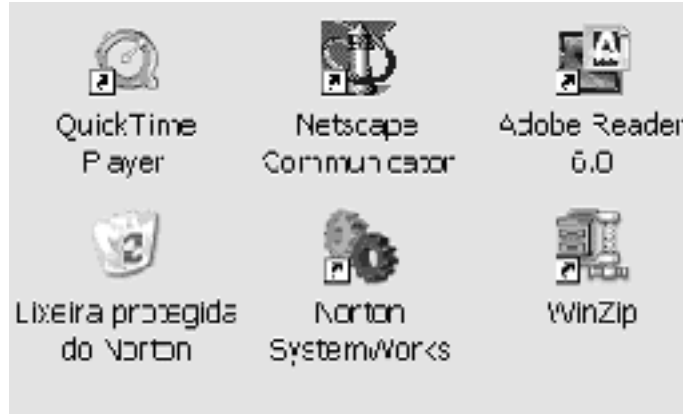 QuickTime
Player
Netscape
Communicator
Adobe Reader
6.0
Lixeira protegida
do Norton
Norton
SystemWorks
WinZip